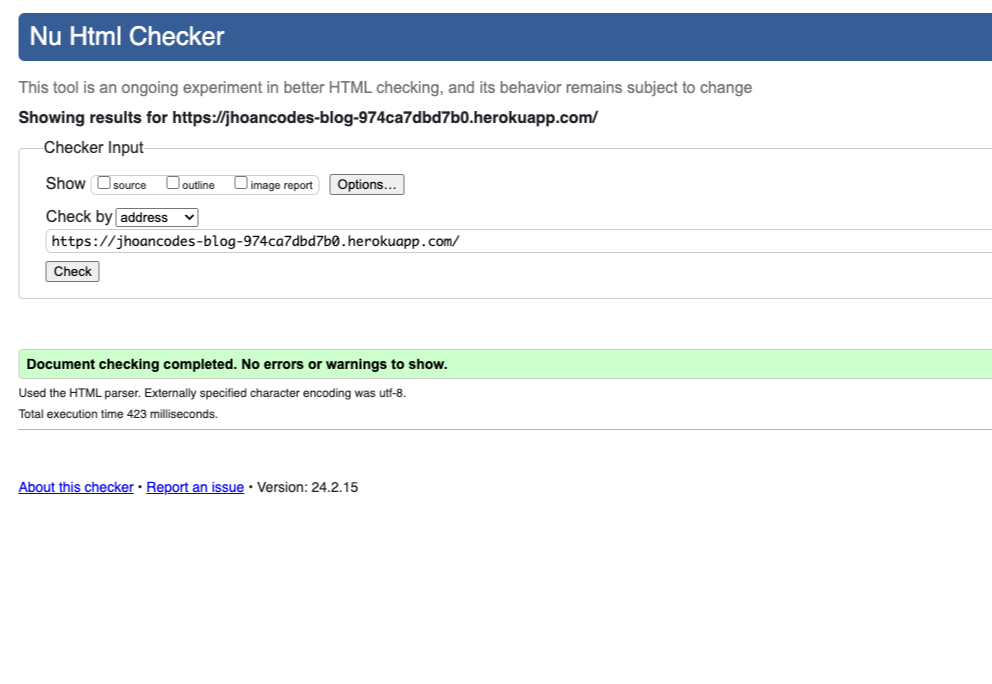 Nu Html Checker
This tool is an ongoing experiment in better HTML checking, and its behavior remains subject to change
Showing results for https://jhoancodes-blog-974ca7dbd7b0.herokuapp.com/
Checker Input
Show source outline image report Options...
Check by address
https://jhoancodes-blog-974ca7dbd7b0.herokuapp.com/
Check
Document checking completed. No errors or warnings to show.
Used the HTML parser. Externally specified character encoding was utf-8.
Total execution time 423 milliseconds.
About this checker • Report an issue • Version: 24.2.15